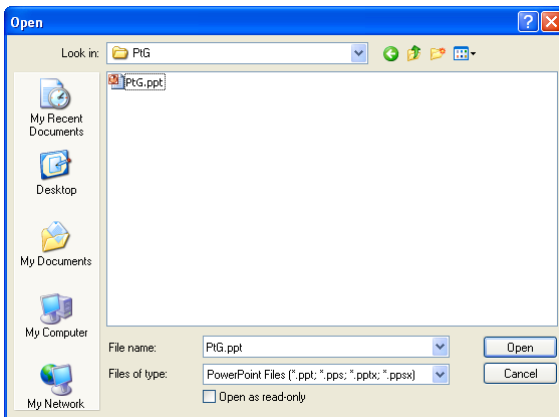 Open
Look in: PtG
PtG.ppt
My Recent
Documents
Desktop
My Documents
My Computer
My Network
File name: PtG.ppt Open
Files of type: PowerPoint Files (*.ppt; *.pps; *.pptx; *.ppsx) Cancel
Open as read-only